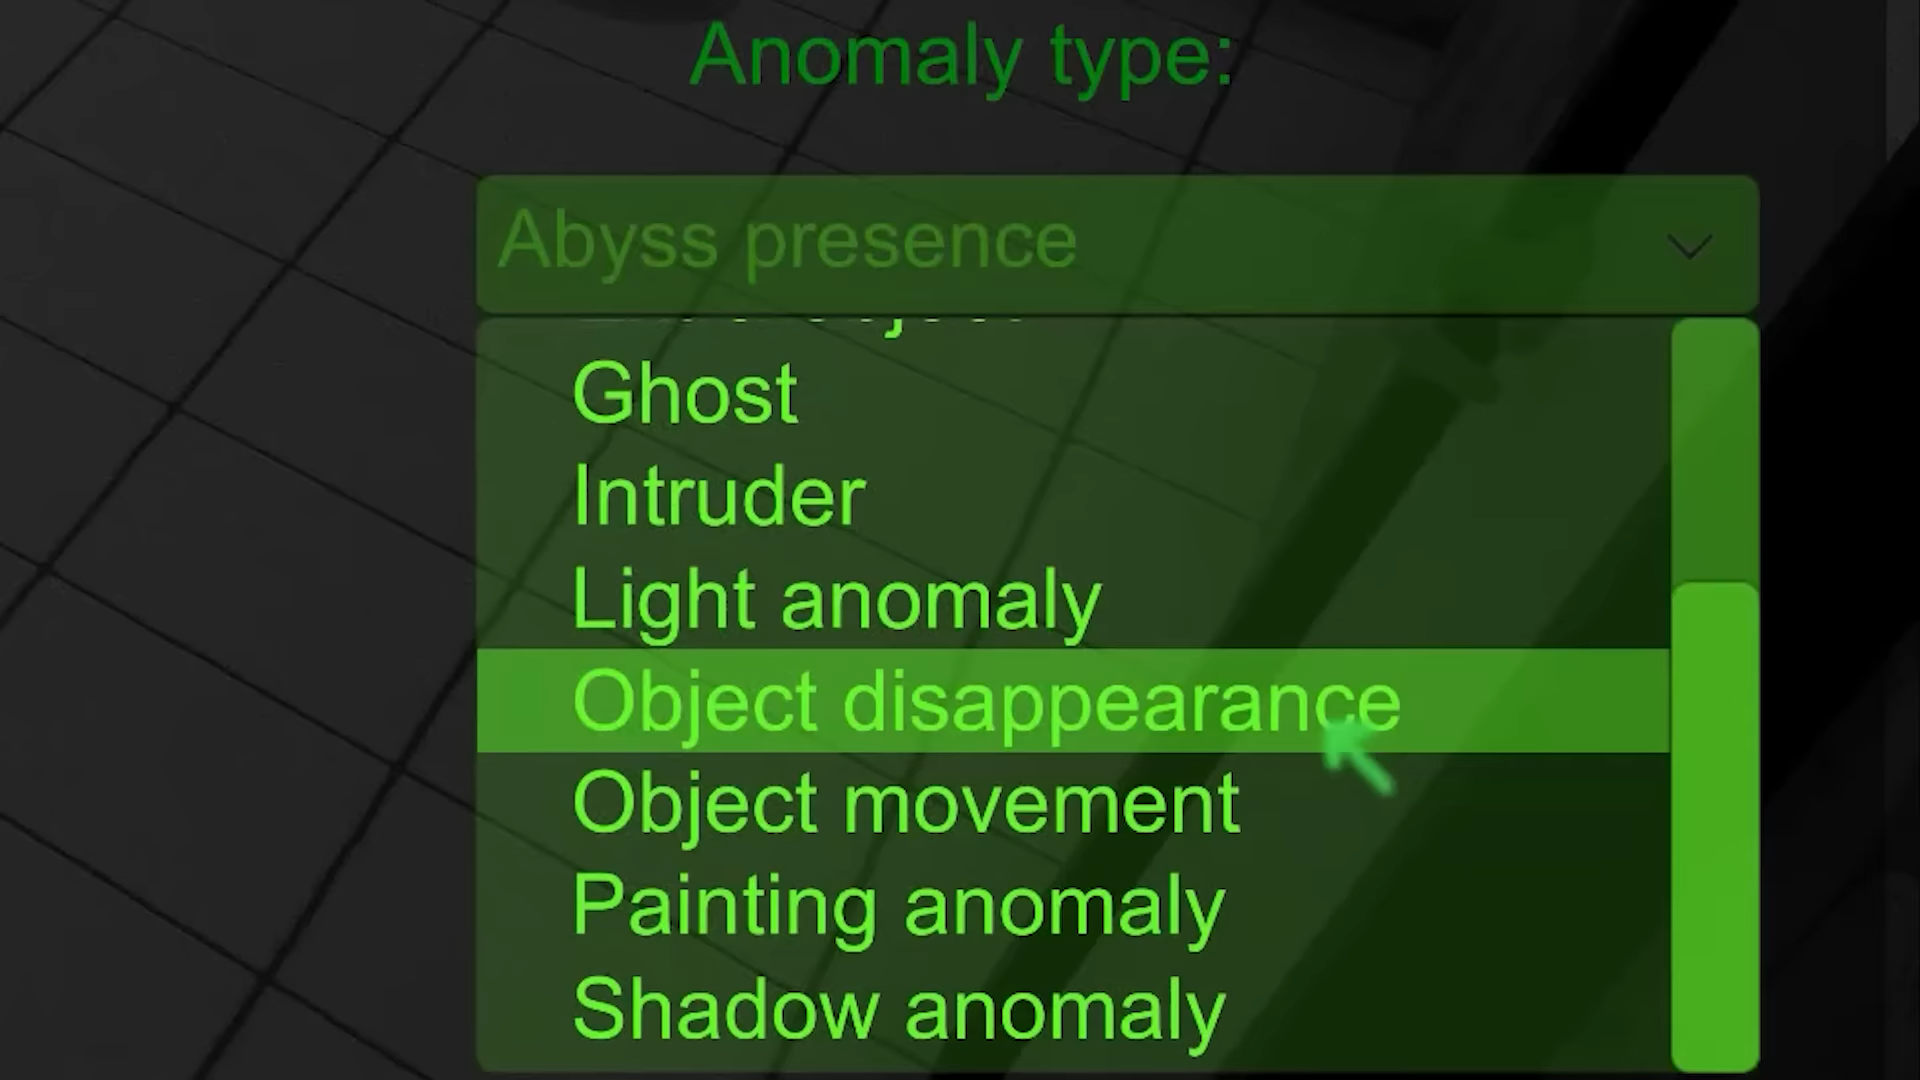 Anomaly type:
Abyss presence
Ghost
Intruder
Light anomaly
Object disappearance
Object movement
Painting anomaly
Shadow anomaly